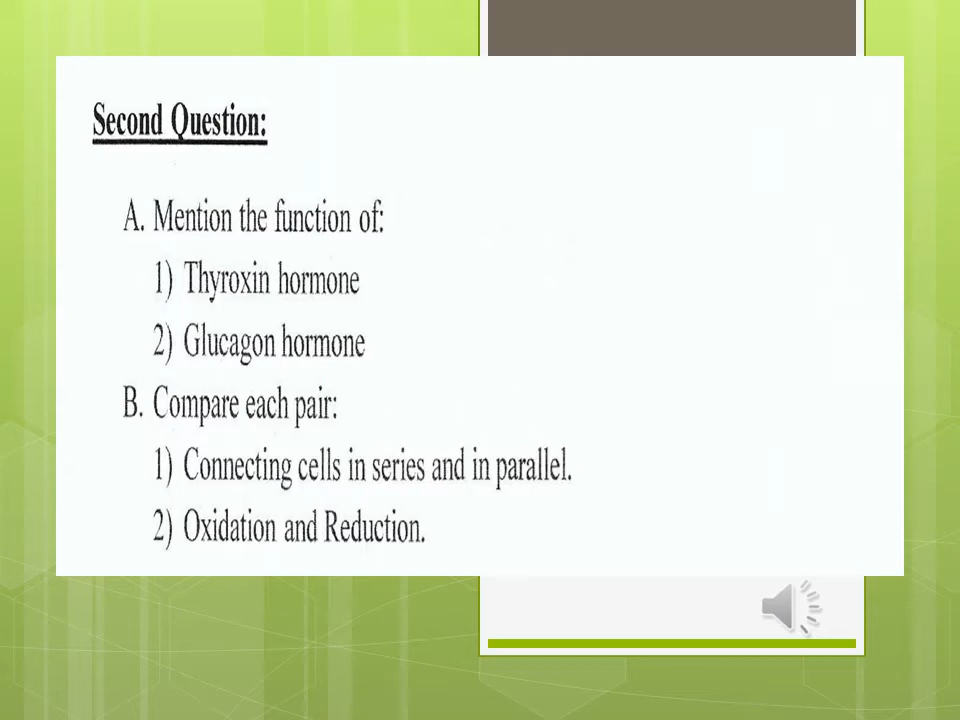 Second Question:
A. Mention the function of:
1) Thyroxin hormone
2) Glucagon hormone
B. Compare each pair:
1) Connecting cells in series and in parallel.
2) Oxidation and Reduction.